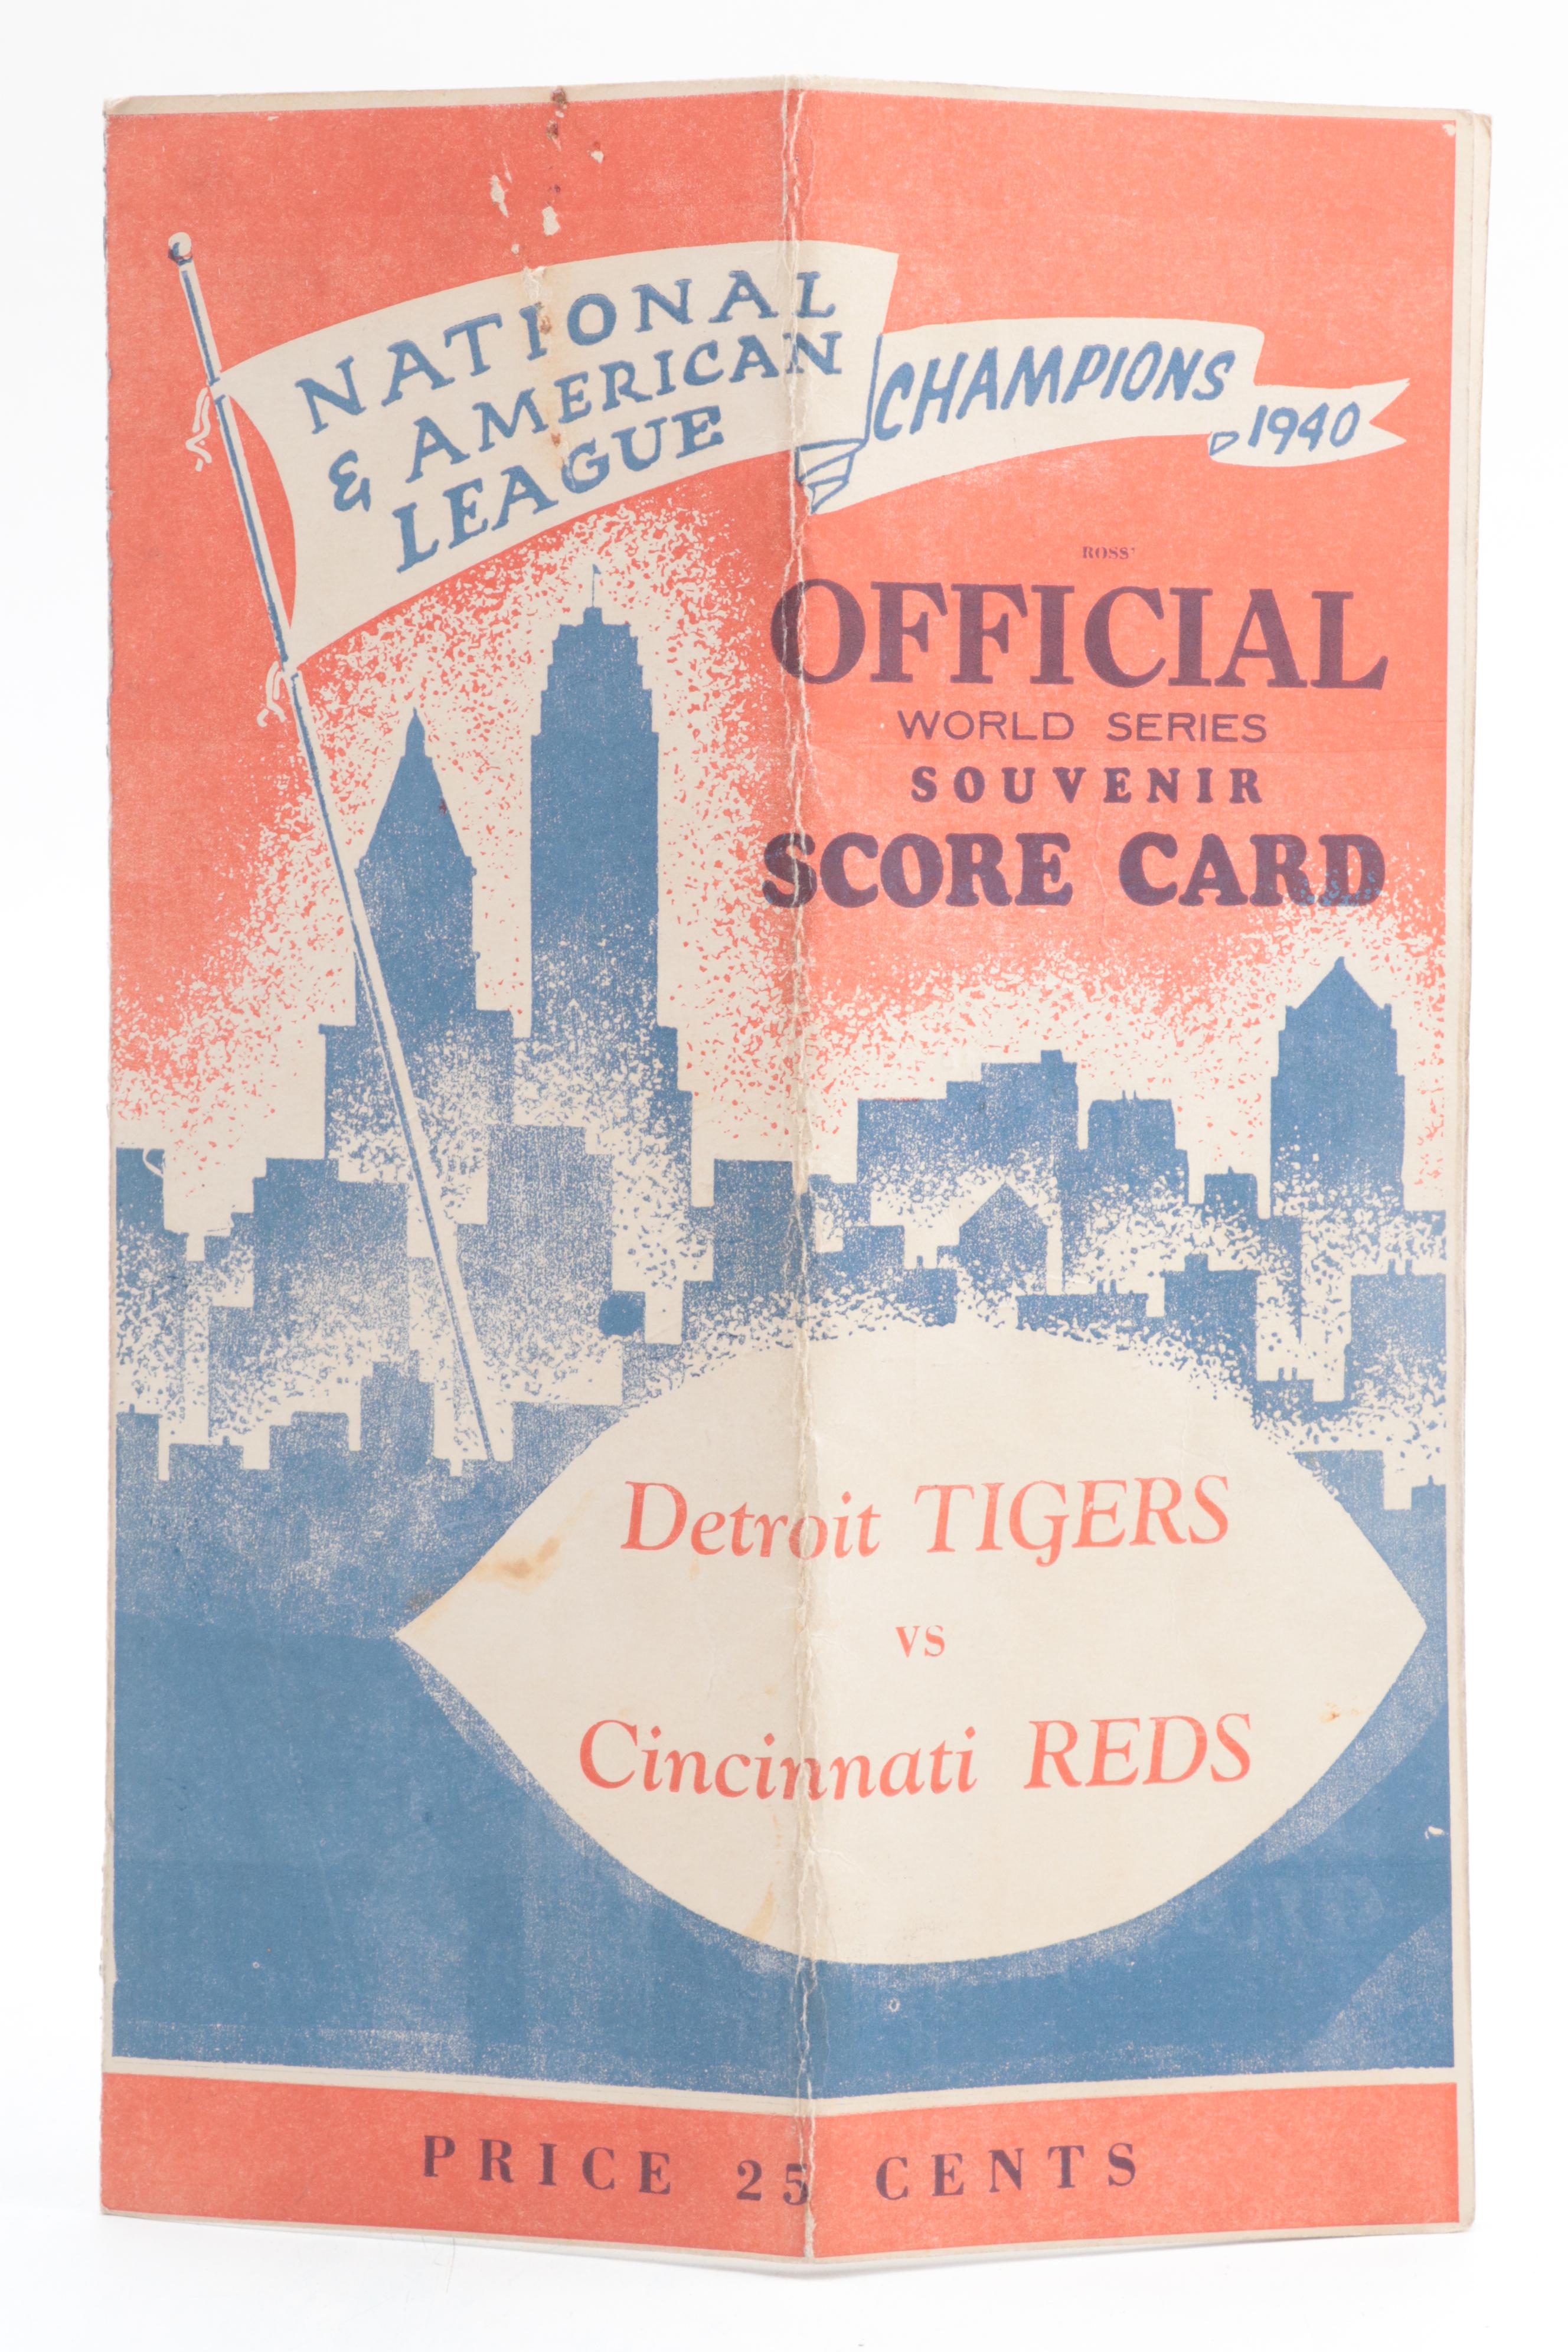 NATIONAL
& AMERICAN
LEAGUE
CHAMPIONS
1940
ROSS'
OFFICIAL
WORLD SERIES
SOUVENIR
SCORE CARD
Detroit TIGERS
vs
Cincinnati REDS
PRICE 25 CENTS